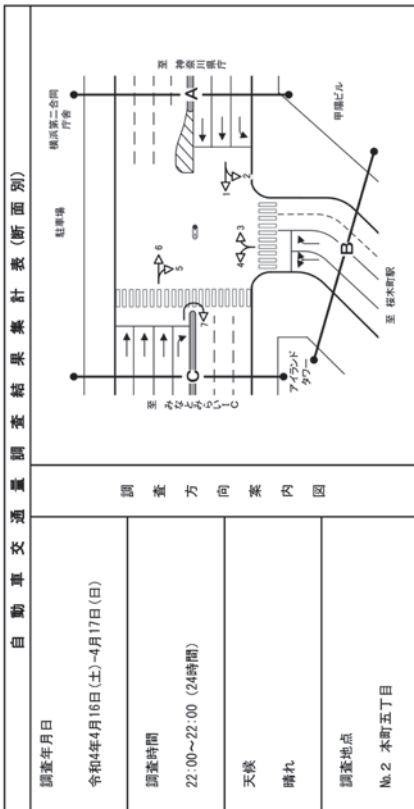 自動車交通量調査結果集計表(断面別)
調査年月日
令和4年4月16日(土)-4月17日(日)
調査時間
22:00～22:00 (24時間)
天候
晴れ
調査地点
№2 本町五丁目
調査方向案内図
横浜第二合同
庁舎
駐車場
至 神奈川県庁
A
甲陽ビル
1
2
3
4
5
6
7
C
至 みなとみらいIC
B
アイランド
タワー
至 桜木町駅